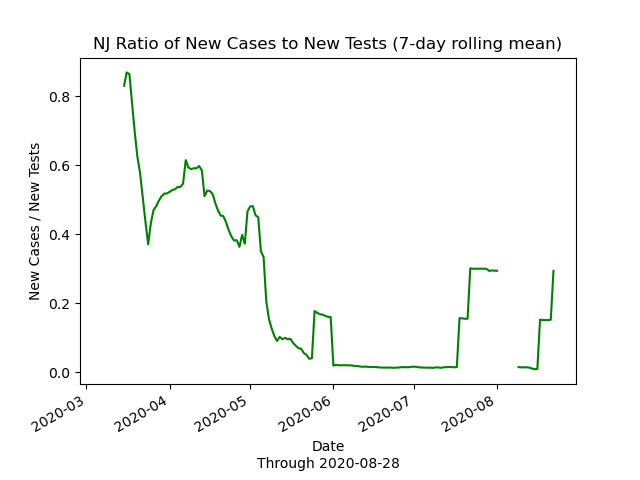 NJ Ratio of New Cases to New Tests (7-day rolling mean)
New Cases / New Tests
0.8
0.6
0.4
0.2
0.0
2020-03
2020-04
2020-05
2020-06
2020-07
2020-08
Date
Through 2020-08-28